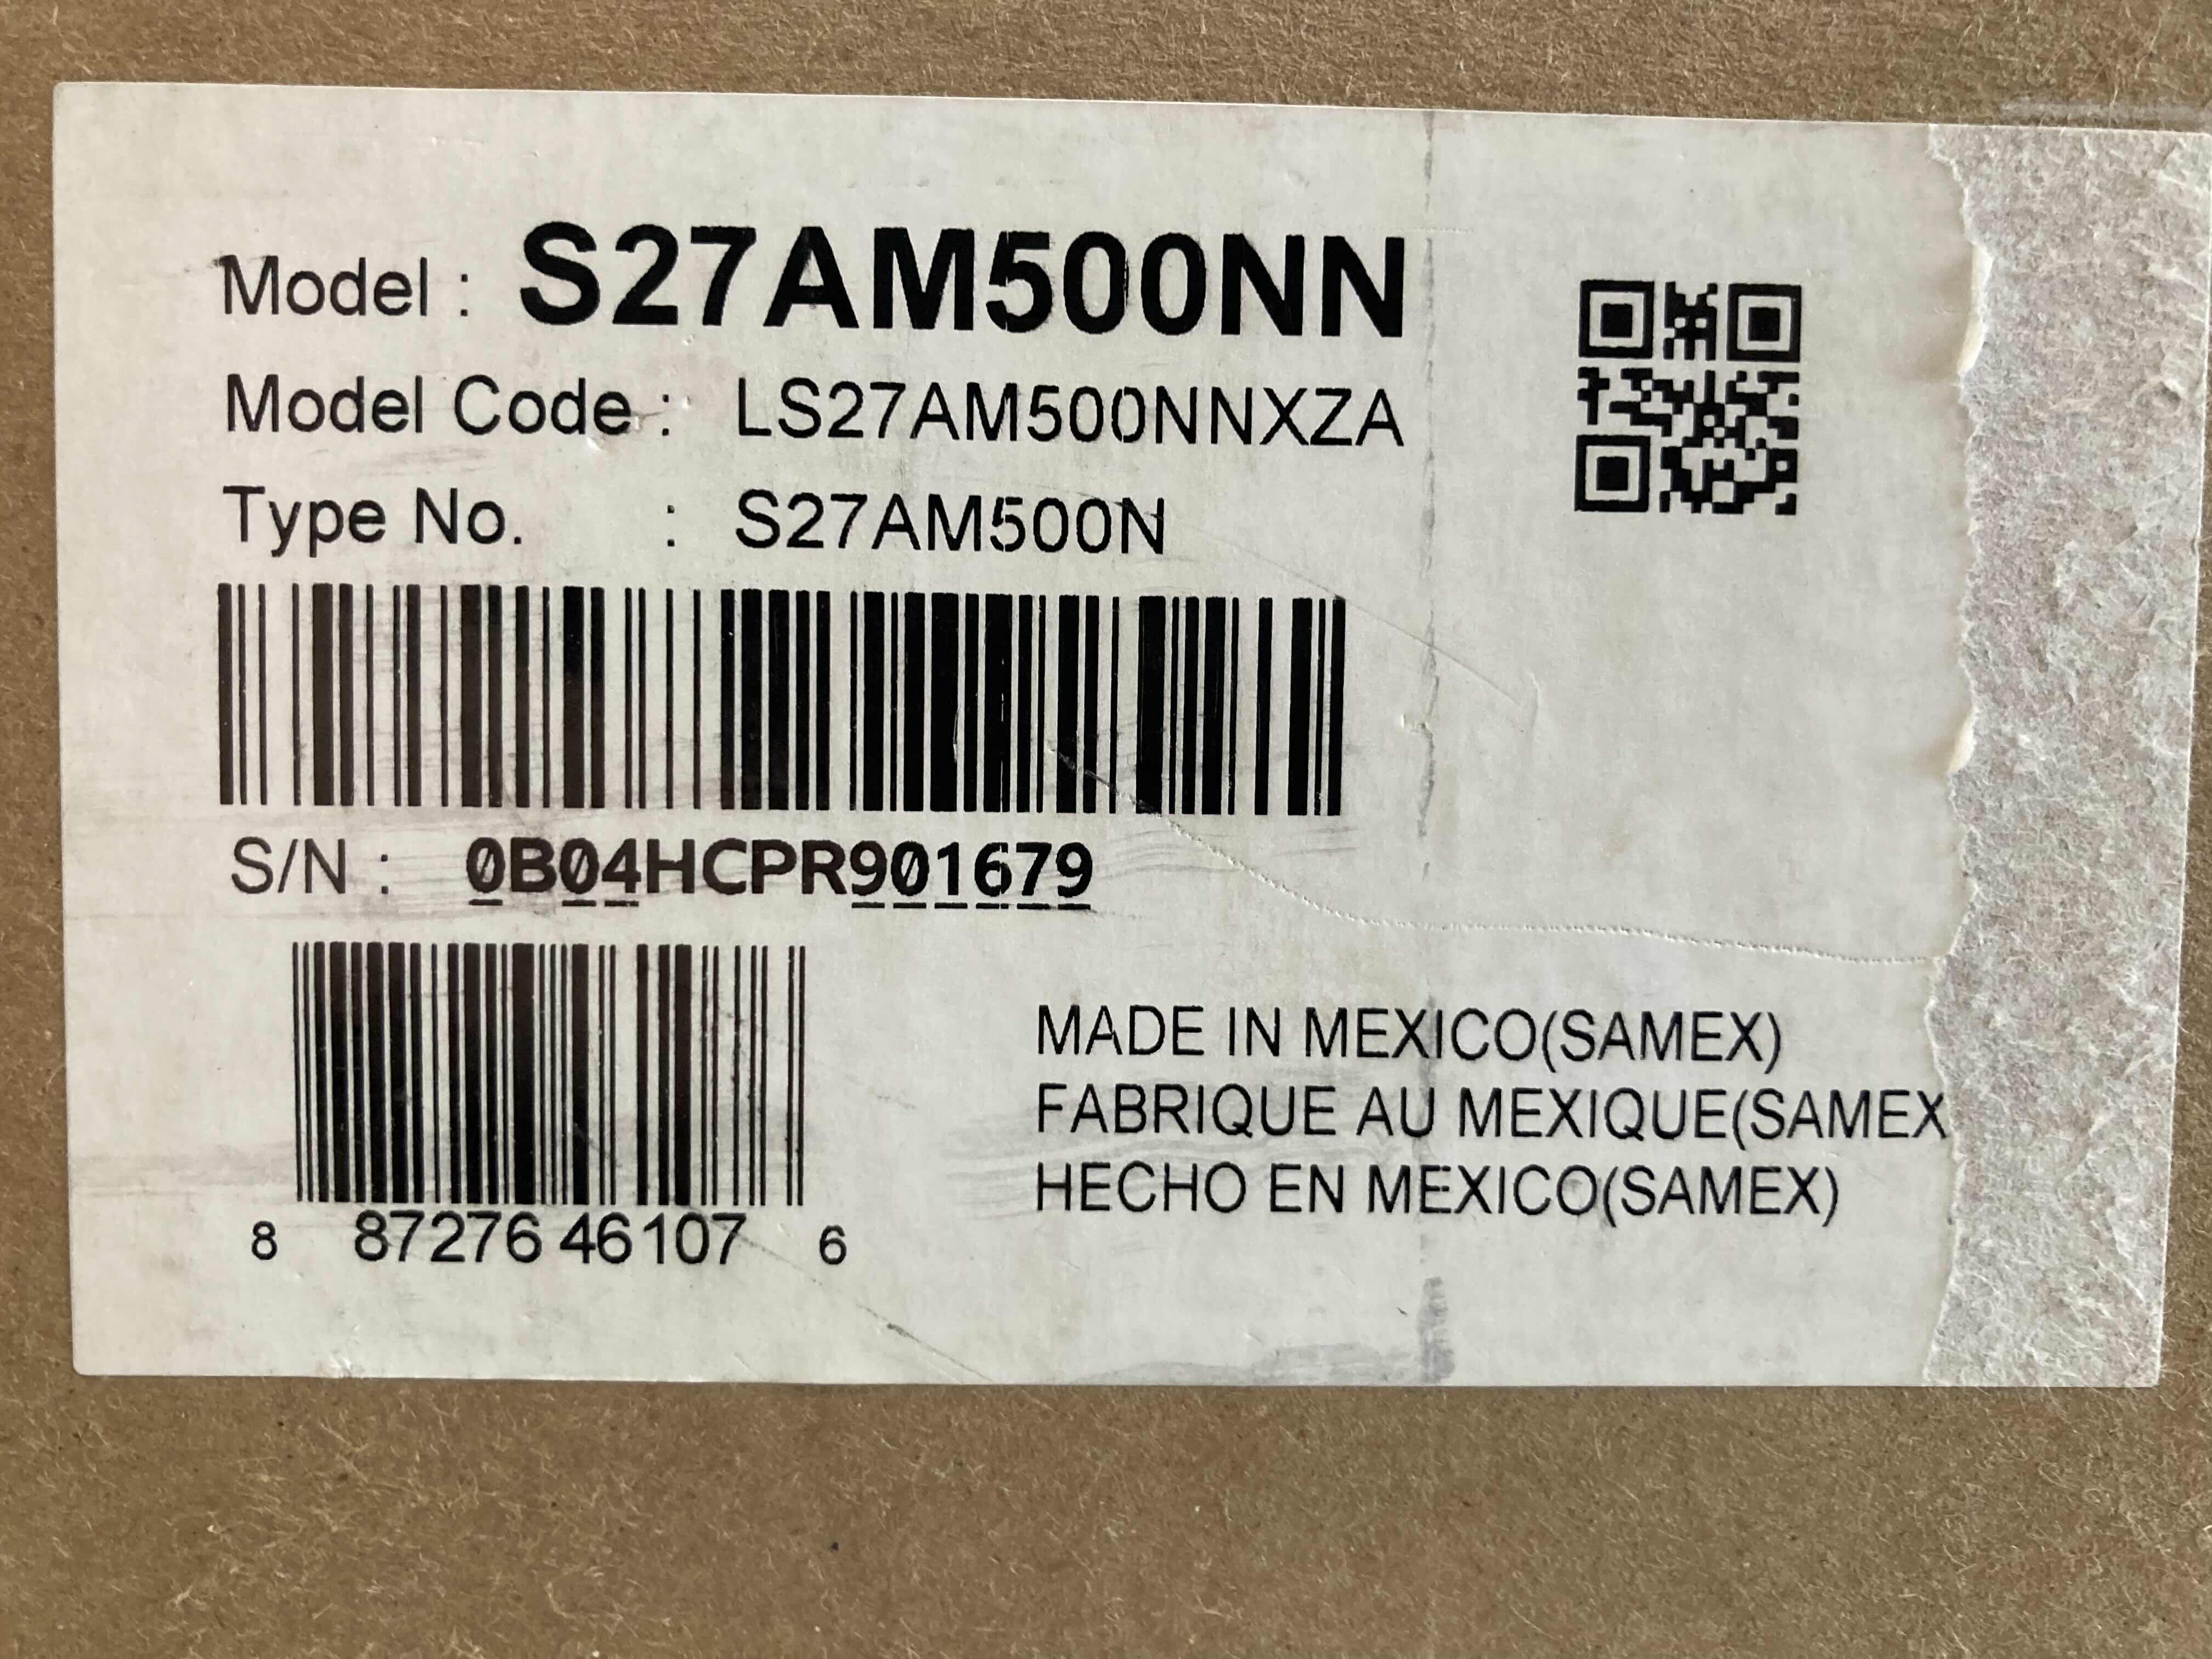 Model : S27AM500NN
Model Code : LS27AM500NNXZA
Type No. : S27AM500N
S/N : 0B04HCPR901679
8 87276 46107 6
MADE IN MEXICO(SAMEX)
FABRIQUE AU MEXIQUE(SAMEX
HECHO EN MEXICO(SAMEX)